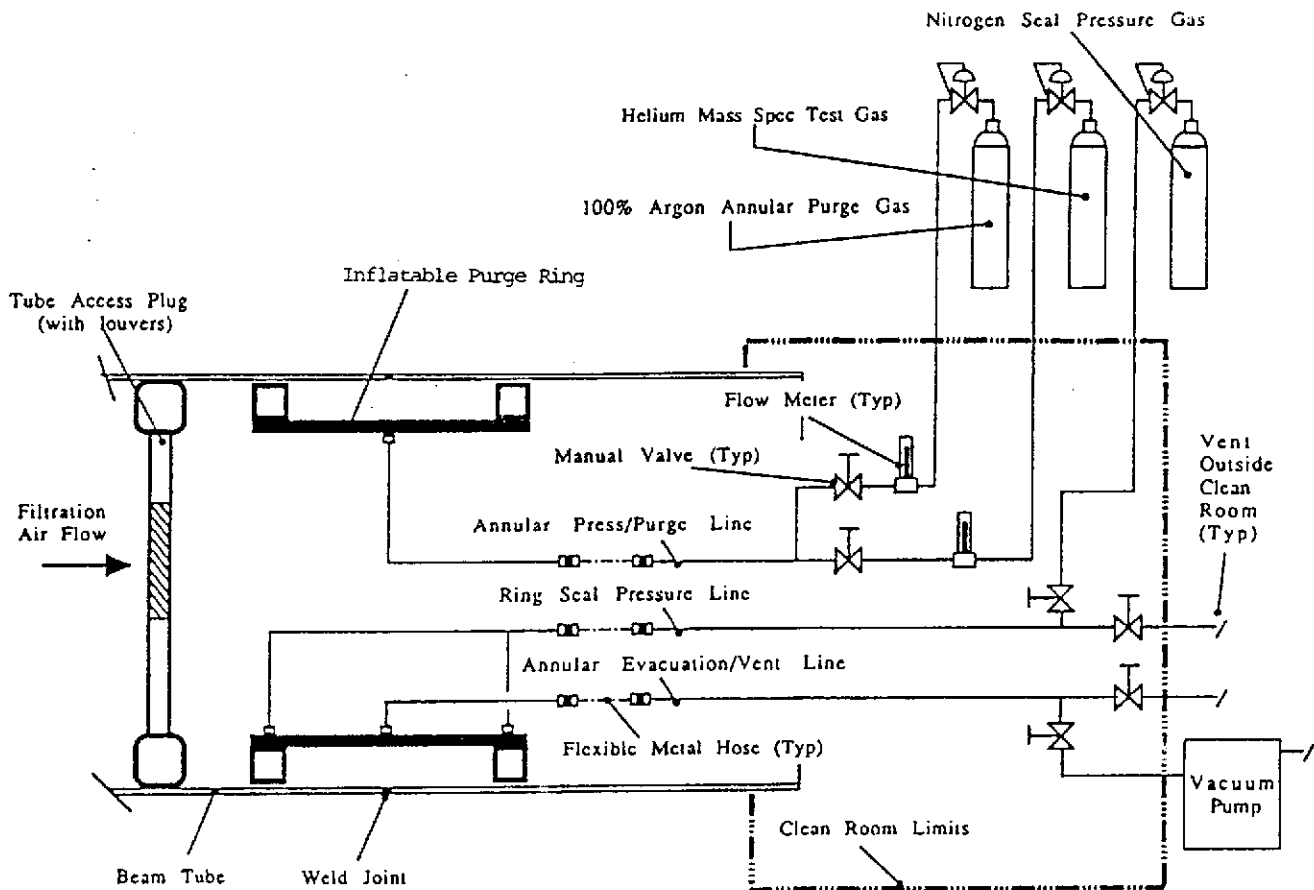 Nitrogen Seal Pressure Gas
Helium Mass Spec Test Gas
100% Argon Annular Purge Gas
Inflatable Purge Ring
Tube Access Plug
(with louvers)
Flow Meter (Typ)
Manual Valve (Typ)
Vent
Outside
Clean
Room
(Typ)
Filtration
Air Flow
Annular Press/Purge Line
Ring Seal Pressure Line
Annular Evacuation/Vent Line
Flexible Metal Hose (Typ)
Vacuum
Pump
Clean Room Limits
Beam Tube
Weld Joint